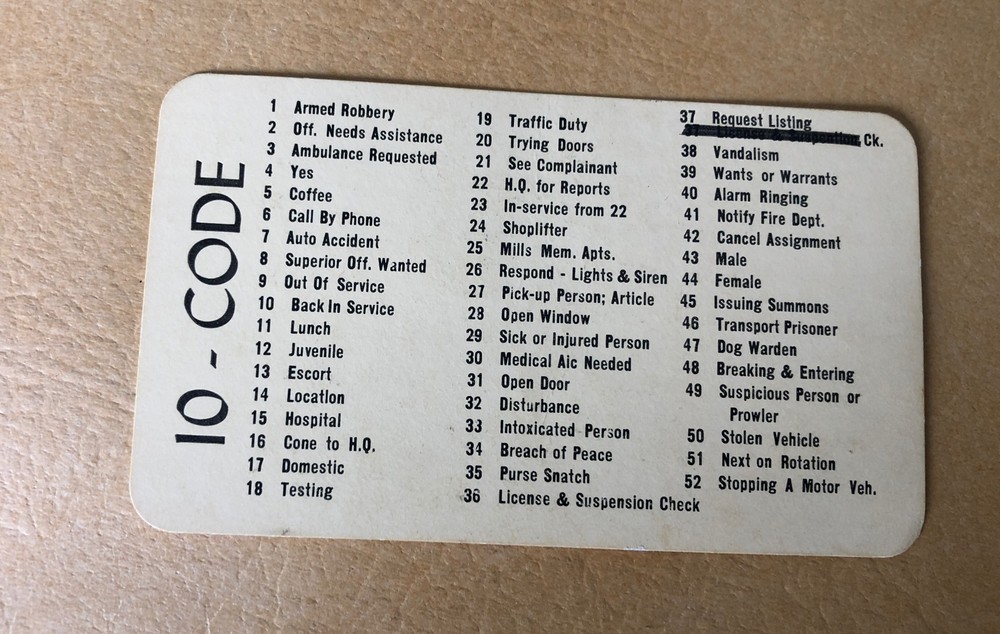 10 - CODE
1 Armed Robbery
2 Off. Needs Assistance
3 Ambulance Requested
4 Yes
5 Coffee
6 Call By Phone
7 Auto Accident
8 Superior Off. Wanted
9 Out Of Service
10 Back In Service
11 Lunch
12 Juvenile
13 Escort
14 Location
15 Hospital
16 Cone to H.Q.
17 Domestic
18 Testing
19 Traffic Duty
20 Trying Doors
21 See Complainant
22 H.Q. for Reports
23 In-service from 22
24 Shoplifter
25 Mills Mem. Apts.
26 Respond - Lights & Siren
27 Pick-up Person; Article
28 Open Window
29 Sick or Injured Person
30 Medical Aic Needed
31 Open Door
32 Disturbance
33 Intoxicated Person
34 Breach of Peace
35 Purse Snatch
36 License & Suspension Check
37 Request Listing
Ck.
38 Vandalism
39 Wants or Warrants
40 Alarm Ringing
41 Notify Fire Dept.
42 Cancel Assignment
43 Male
44 Female
45 Issuing Summons
46 Transport Prisoner
47 Dog Warden
48 Breaking & Entering
49 Suspicious Person or
Prowler
50 Stolen Vehicle
51 Next on Rotation
52 Stopping A Motor Veh.